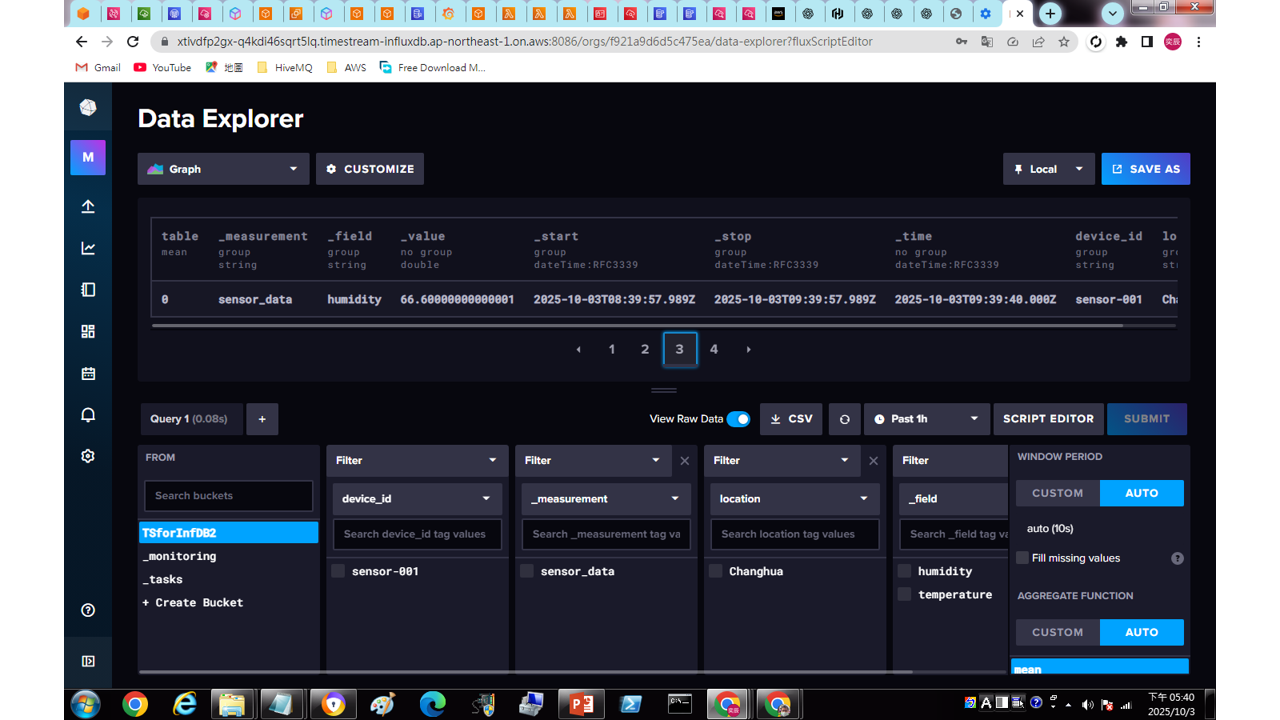 xtivdfp2gx-q4kdi46sqrt5lq.timestream-influxdb.ap-northeast-1.on.aws:8086/orgs/f921a9d6d5c475ea/data-explorer?fluxScriptEditor
奕辰
Gmail YouTube 地圖 HiveMQ AWS Free Download M...
Data Explorer
M
Graph CUSTOMIZE Local SAVE AS
table _measurement _field _value _start _stop _time device_id lo
mean group group no group group group no group group gro
string string double dateTime:RFC3339 dateTime:RFC3339 dateTime:RFC3339 string str
0 sensor_data humidity 66.60000000000001 2025-10-03T08:39:57.989Z 2025-10-03T09:39:57.989Z 2025-10-03T09:39:40.000Z sensor-001 Cha
1 2 3 4
Query 1 (0.08s) + View Raw Data CSV Past 1h SCRIPT EDITOR SUBMIT
FROM Filter Filter Filter Filter WINDOW PERIOD
Search buckets device_id _measurement location _field CUSTOM AUTO
TSforInfDB2 Search device_id tag values Search _measurement tag va Search location tag values Search _field tag va auto (10s)
_monitoring sensor-001 sensor_data Changhua humidity Fill missing values ?
_tasks temperature AGGREGATE FUNCTION
+ Create Bucket
CUSTOM AUTO
mean
下午 05:40
2025/10/3